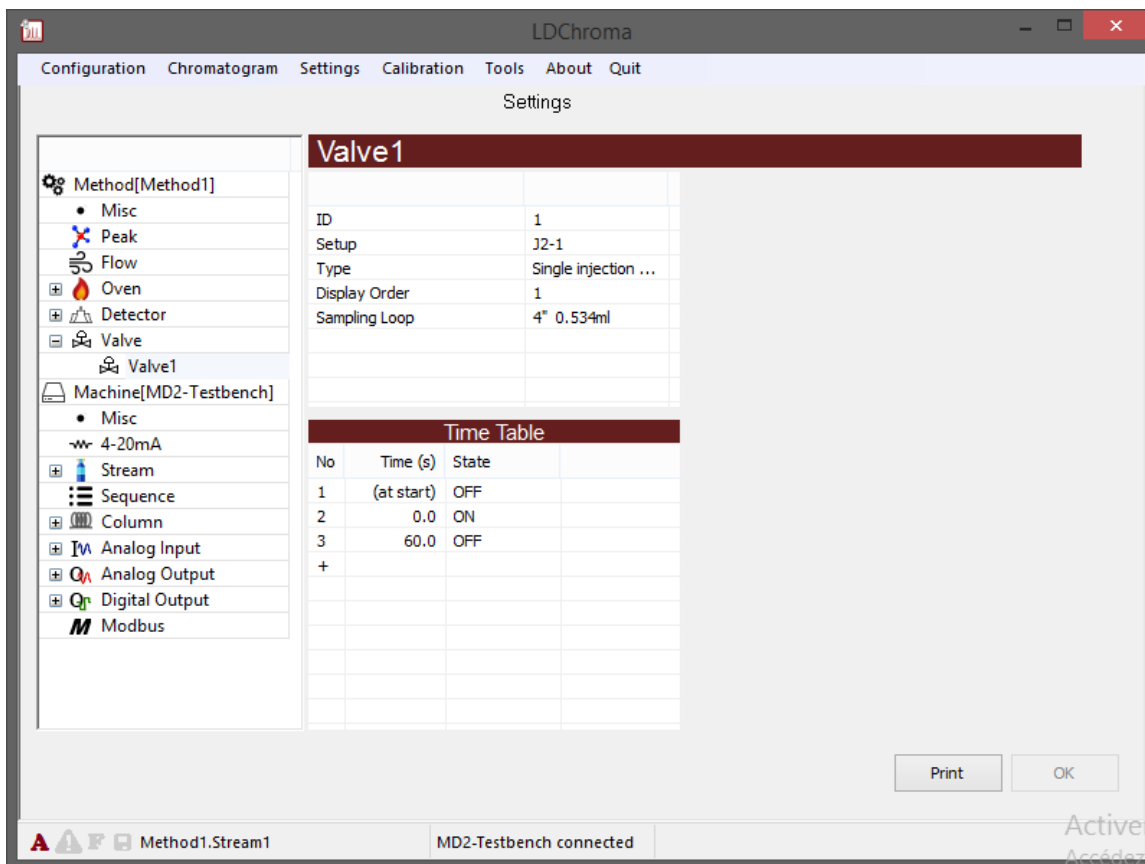 LDChroma
Configuration Chromatogram Settings Calibration Tools About Quit
Settings
Method[Method1]
Misc
Peak
Flow
Oven
Detector
Valve
Valve1
Machine[MD2-Testbench]
Misc
4-20mA
Stream
Sequence
Column
Analog Input
Analog Output
Digital Output
Modbus
Valve1
ID 1
Setup J2-1
Type Single injection ...
Display Order 1
Sampling Loop 4" 0.534ml
Time Table
No Time (s) State
1 (at start) OFF
2 0.0 ON
3 60.0 OFF
+
Print OK
A F Method1.Stream1 MD2-Testbench connected
Active
Accédez